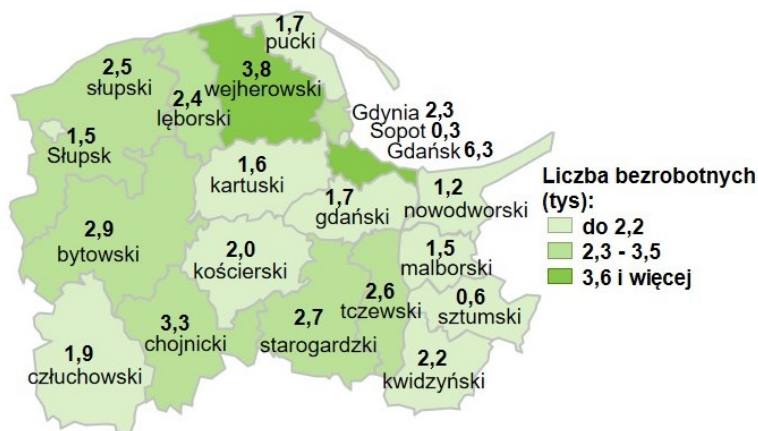 1,7
pucki
2,5
słupski
3,8
wejherowski
2,4
lęborski
Gdynia 2,3
Sopot 0,3
Gdańsk 6,3
1,5
Słupsk
1,6
kartuski
1,7
gdański
1,2
nowodworski
2,9
bytowski
2,0
kościerski
1,5
malborski
2,6
tczewski
0,6
sztumski
3,3
chojnicki
2,7
starogardzki
1,9
człuchowski
2,2
kwidzyński
Liczba bezrobotnych
(tys):
do 2,2
2,3 - 3,5
3,6 i więcej